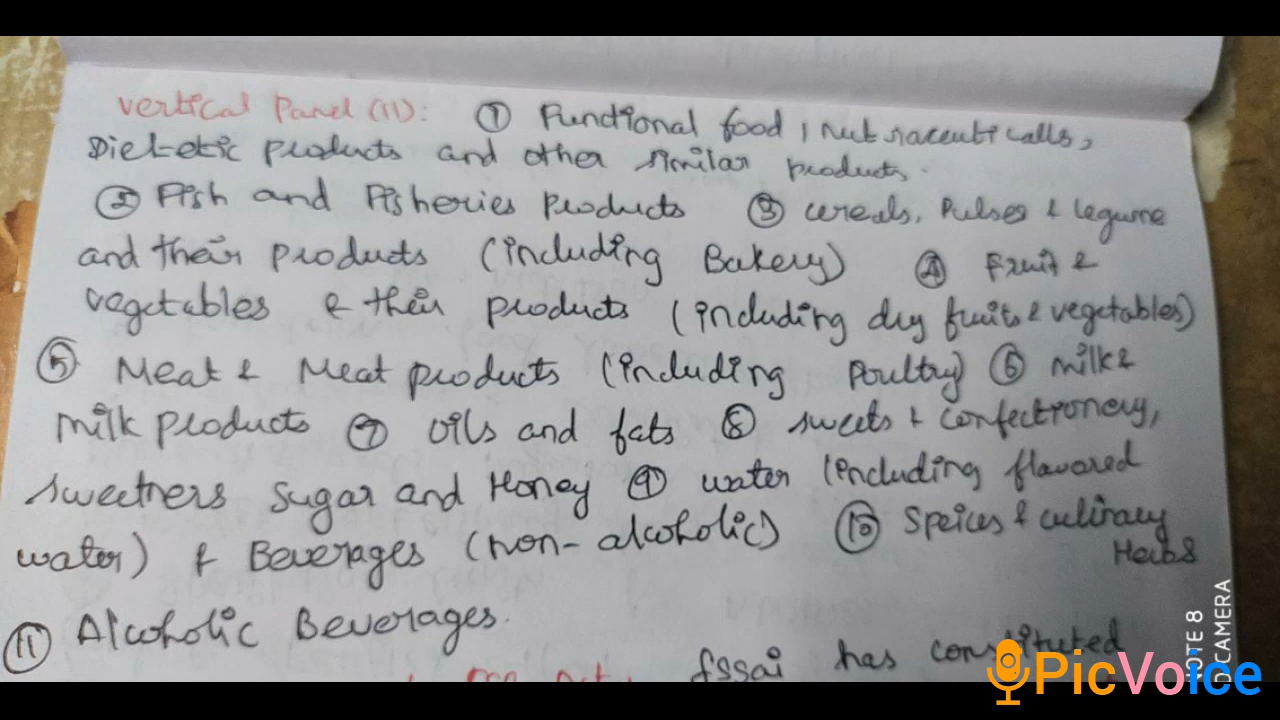 Vertical Panel (11): ① Functional food, nutraceuticalls,
Dietetic products and other similar products.
② Fish and Fisheries Products ③ cereals, Pulses & legume
and their products (including Bakery) ④ Fruit &
vegetables & their products (including dry fruits & vegetables)
⑤ Meat & Meat products (including Poultry) ⑥ milk &
milk products ⑦ oils and fats ⑧ sweets & confectionery,
sweetners sugar and Honey ⑨ water (including flavored
water) & Beverages (non-alcoholic) ⑩ Speices & culinary
Herbs
⑪ Alcoholic Beverages.
fssai has constituted
NOTE 8
D CAMERA
PicVoice